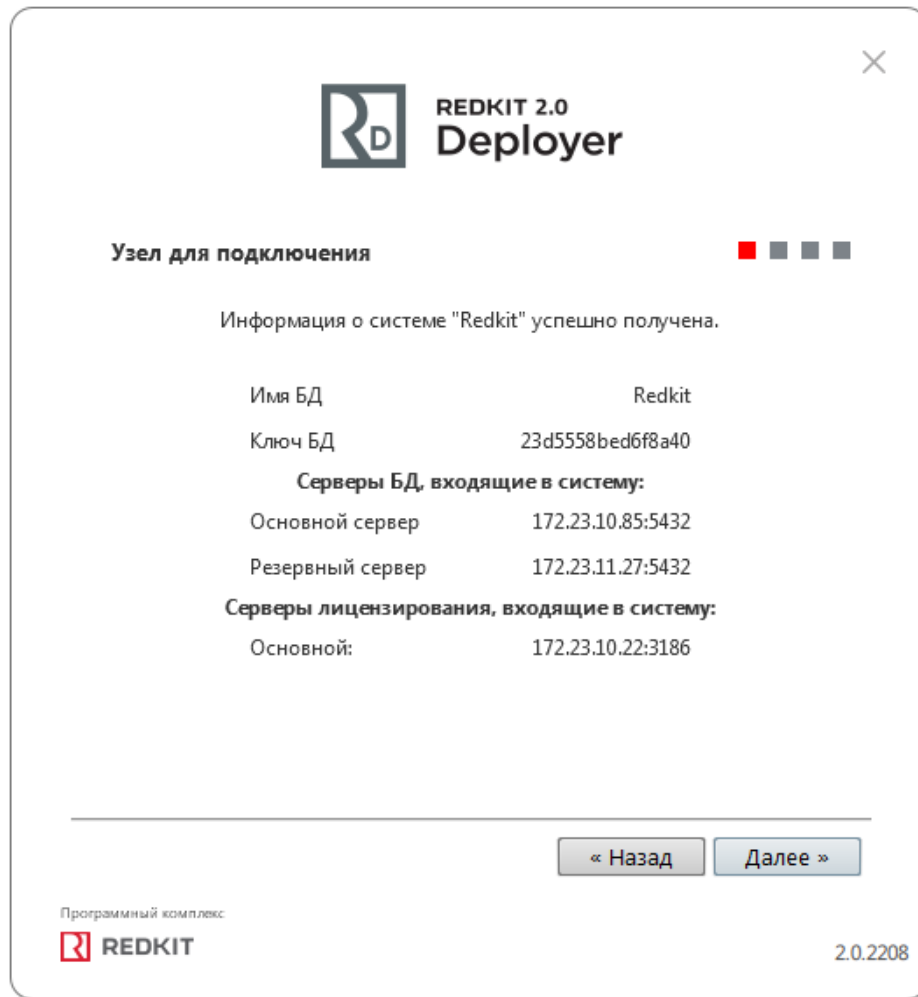 REDKIT 2.0
Deployer
Узел для подключения
Информация о системе "Redkit" успешно получена.
Имя БД Redkit
Ключ БД 23d5558bed6f8a40
Серверы БД, входящие в систему:
Основной сервер 172.23.10.85:5432
Резервный сервер 172.23.11.27:5432
Серверы лицензирования, входящие в систему:
Основной: 172.23.10.22:3186
« Назад Далее »
Программный комплекс
REDKIT
2.0.2208